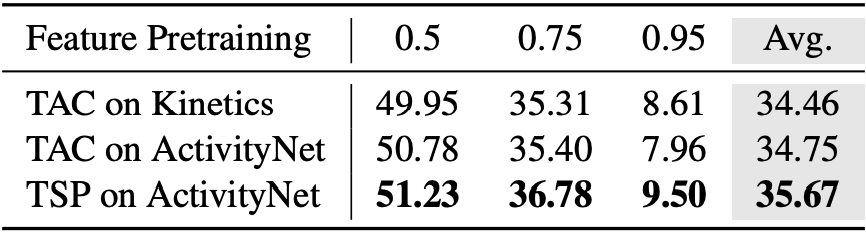 Feature Pretraining 0.5 0.75 0.95 Avg.
TAC on Kinetics 49.95 35.31 8.61 34.46
TAC on ActivityNet 50.78 35.40 7.96 34.75
TSP on ActivityNet 51.23 36.78 9.50 35.67